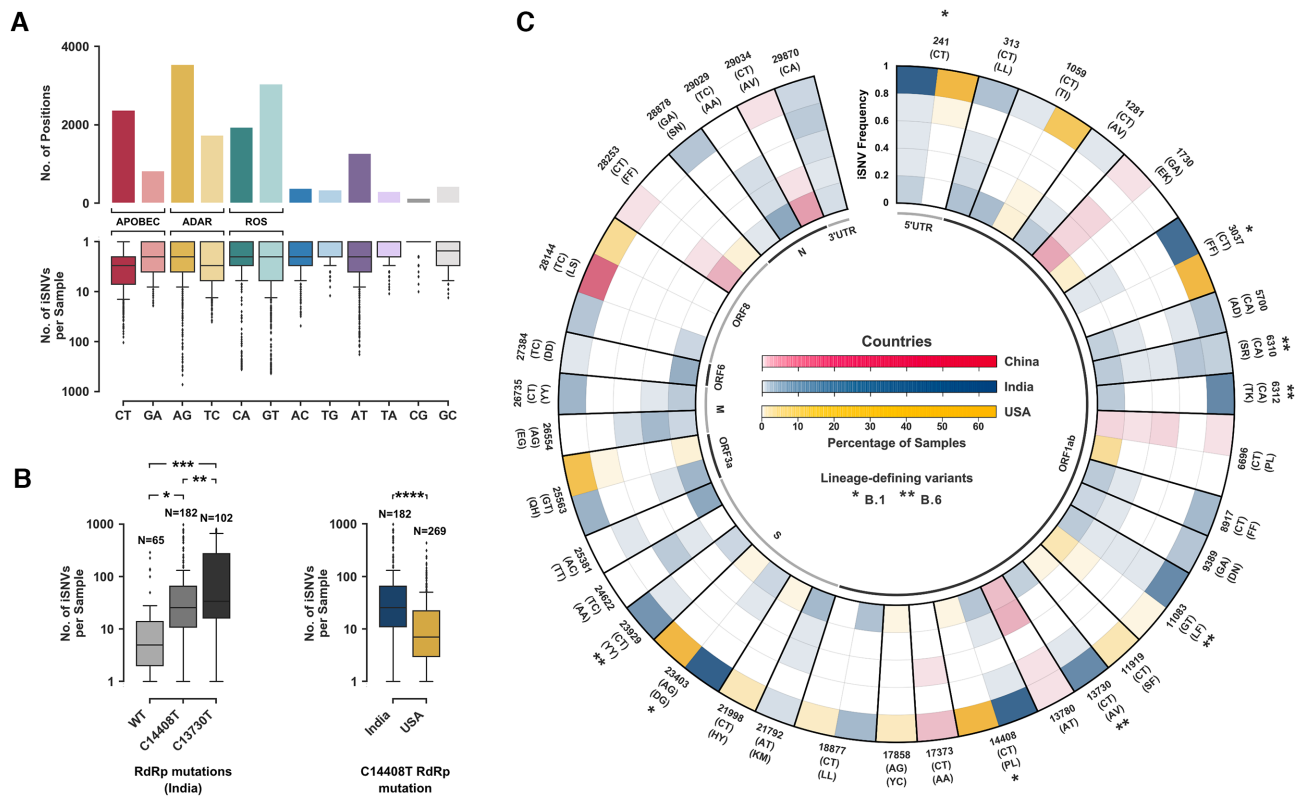 A
No. of Positions
4000
2000
0
APOBEC
ADAR
ROS
No. of iSNVs
per Sample
1
10
100
1000
CT GA AG TC CA GT AC TG AT TA CG GC
B
No. of iSNVs
per Sample
1000
100
10
1
***
**
*
N=65
N=182
N=102
WT
C14408T
C13730T
RdRp mutations
(India)
No. of iSNVs
per Sample
1000
100
10
1
****
N=182
N=269
India
USA
C14408T RdRp
mutation
C
iSNV Frequency
1
0.8
0.6
0.4
0.2
0
*
241
(CT)
313
(CT)
(LL)
1059
(CT)
(TI)
1281
(CT)
(AV)
1730
(GA)
(EK)
3037
(CT)
(FF)
*
5700
(CA)
(AD)
6310
(CA)
(SR)
**
6312
(CA)
(TK)
**
6696
(CT)
(PL)
8917
(CT)
(FF)
9389
(GA)
(DN)
11083
(GT)
(LF)
**
11919
(CT)
(SF)
13730
(CT)
(AV)
**
13780
(AT)
14408
(CT)
(PL)
*
17373
(CT)
(AA)
17858
(AG)
(YC)
18877
(CT)
(LL)
21792
(AT)
(KM)
21998
(CT)
(HY)
23403
(AG)
(DG)
*
23929
(CT)
(YY)
**
24622
(TC)
(AA)
25381
(AC)
(TT)
25563
(GT)
(QH)
26554
(AG)
(EG)
26735
(CT)
(YY)
27384
(TC)
(DD)
28144
(TC)
(LS)
28253
(CT)
(FF)
28878
(GA)
(SN)
29029
(TC)
(AA)
29034
(CT)
(AV)
29870
(CA)
5'UTR
ORF1ab
S
ORF3a
M
ORF6
ORF8
N
3'UTR
Countries
China
India
USA
0 10 20 30 40 50 60
Percentage of Samples
Lineage-defining variants
* B.1 ** B.6